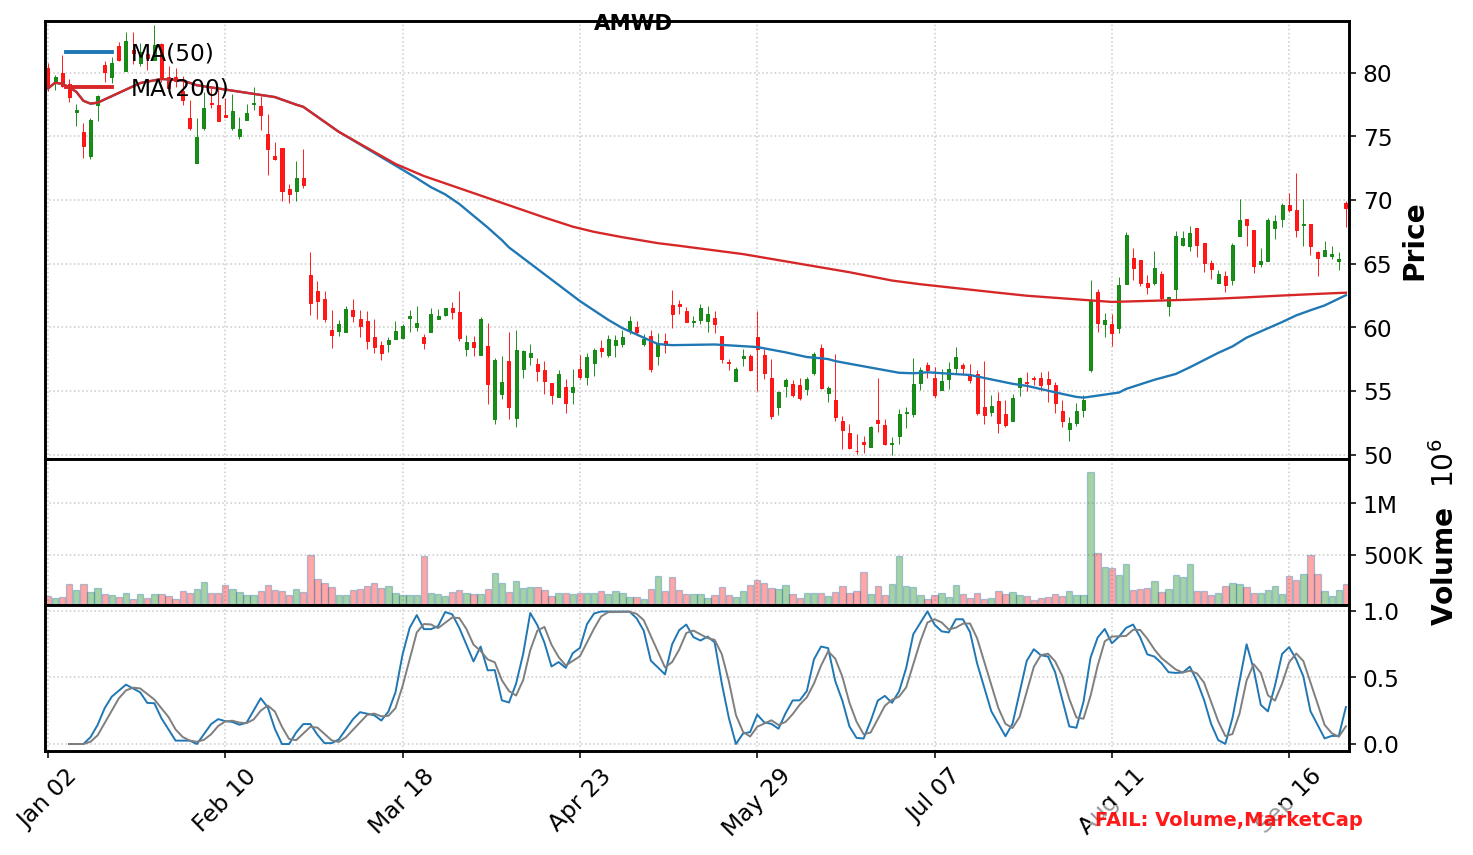 AMWD
MA(50)
MA(200)
80
75
70
65
60
55
50
Price
1M
500K
Volume 10^6
1.0
0.5
0.0
Jan 02
Feb 10
Mar 18
Apr 23
May 29
Jul 07
Aug 11
Sep 16
FAIL: Volume,MarketCap